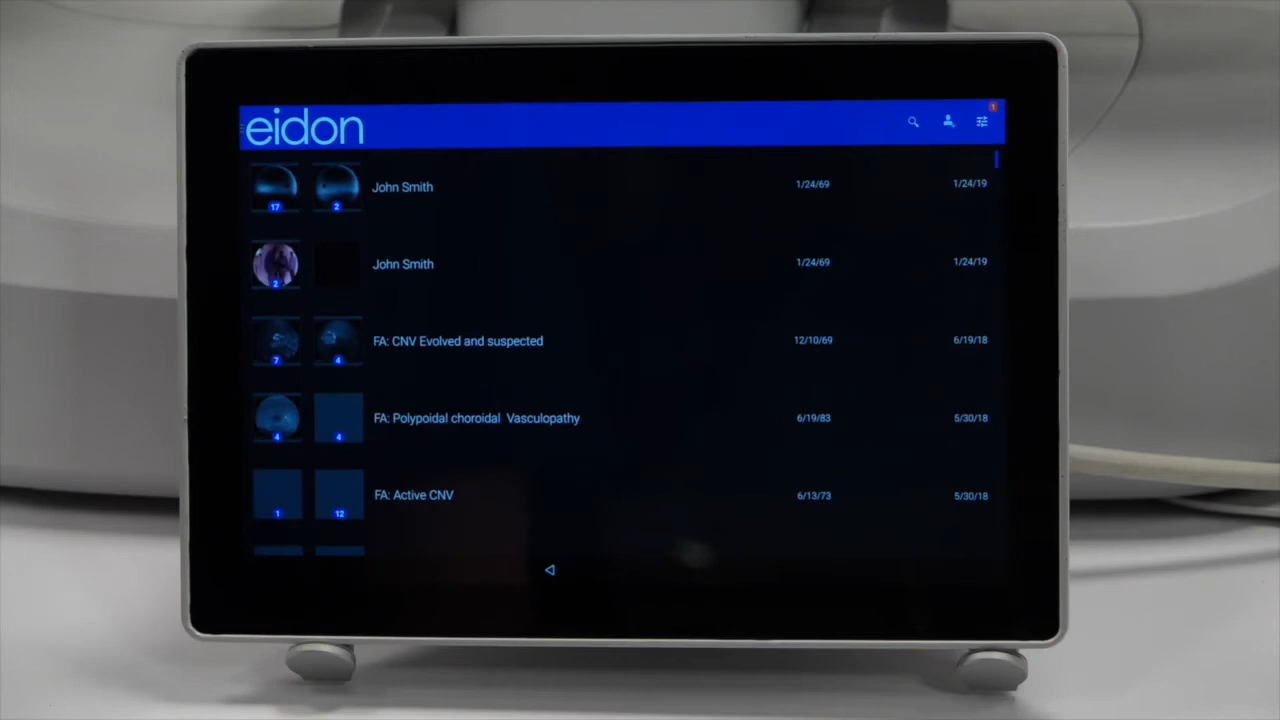 eidon
1
17 2 John Smith 1/24/69 1/24/19
2 John Smith 1/24/69 1/24/19
7 4 FA: CNV Evolved and suspected 12/10/69 6/19/18
4 4 FA: Polypoidal choroidal Vasculopathy 6/19/83 5/30/18
1 12 FA: Active CNV 6/13/73 5/30/18